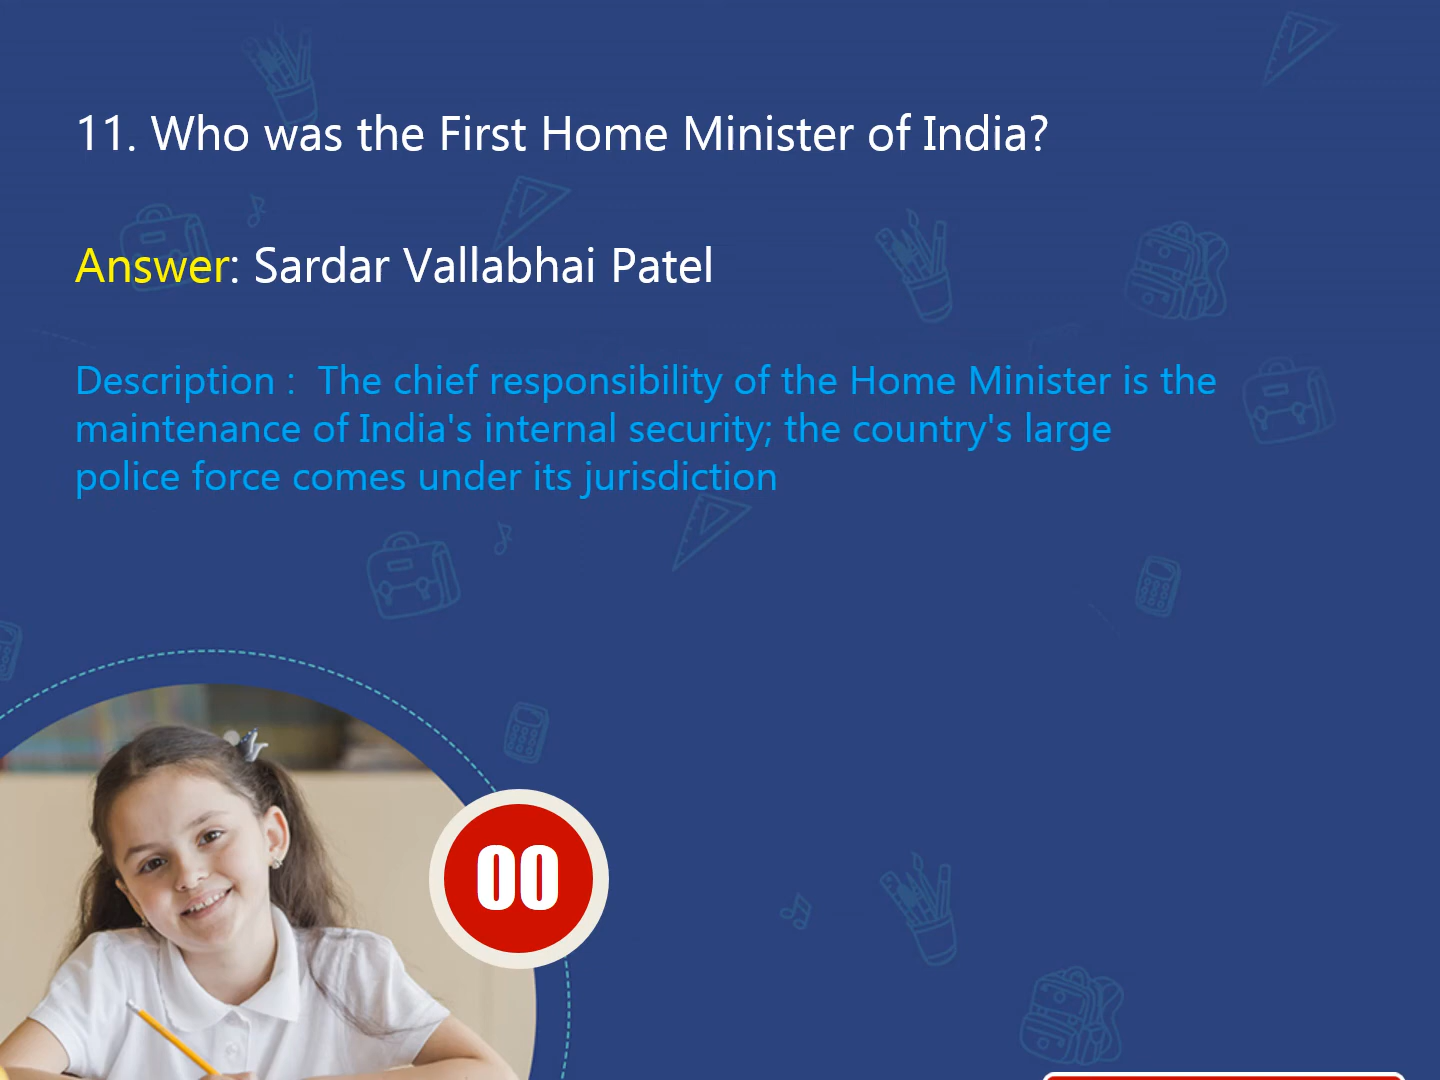 11. Who was the First Home Minister of India?
Answer: Sardar Vallabhai Patel
Description :  The chief responsibility of the Home Minister is the
maintenance of India's internal security; the country's large
police force comes under its jurisdiction
00